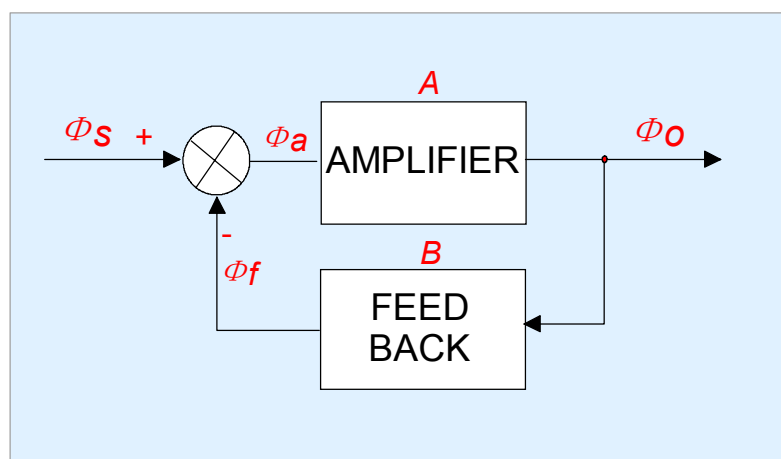 A
Φs +
Φa
AMPLIFIER
Φo
-
B
Φf
FEED
BACK